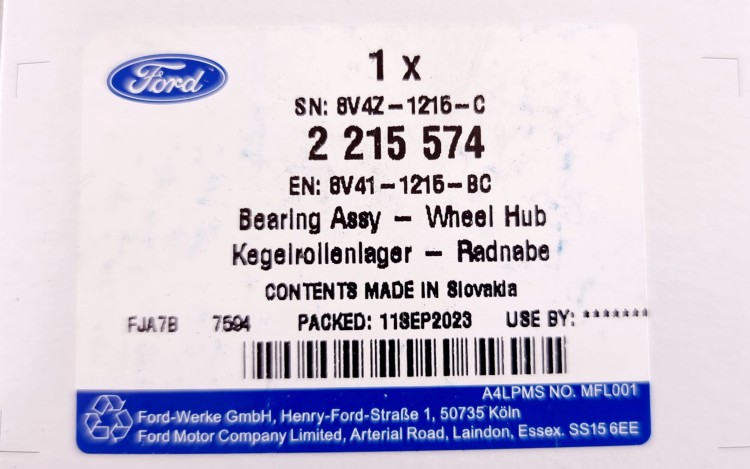 Ford
1 x
SN: 8V4Z-1215-C
2 215 574
EN: 8V41-1215-BC
Bearing Assy - Wheel Hub
Kegelrollenlager - Radnabe
CONTENTS MADE IN Slovakia
FJA7B 7594 PACKED: 11SEP2023 USE BY: *******
A4LPMS NO. MFL001
Ford-Werke GmbH, Henry-Ford-Straße 1, 50735 Köln
Ford Motor Company Limited, Arterial Road, Laindon, Essex. SS15 6EE